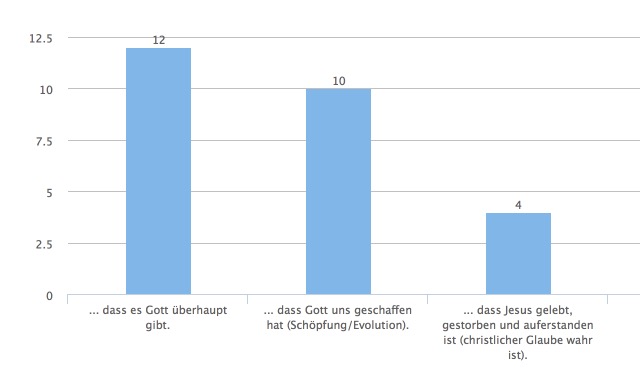 12.5
12
10
10
7.5
5
4
2.5
0
... dass es Gott überhaupt
gibt.
... dass Gott uns geschaffen
hat (Schöpfung/Evolution).
... dass Jesus gelebt,
gestorben und auferstanden
ist (christlicher Glaube wahr
ist).